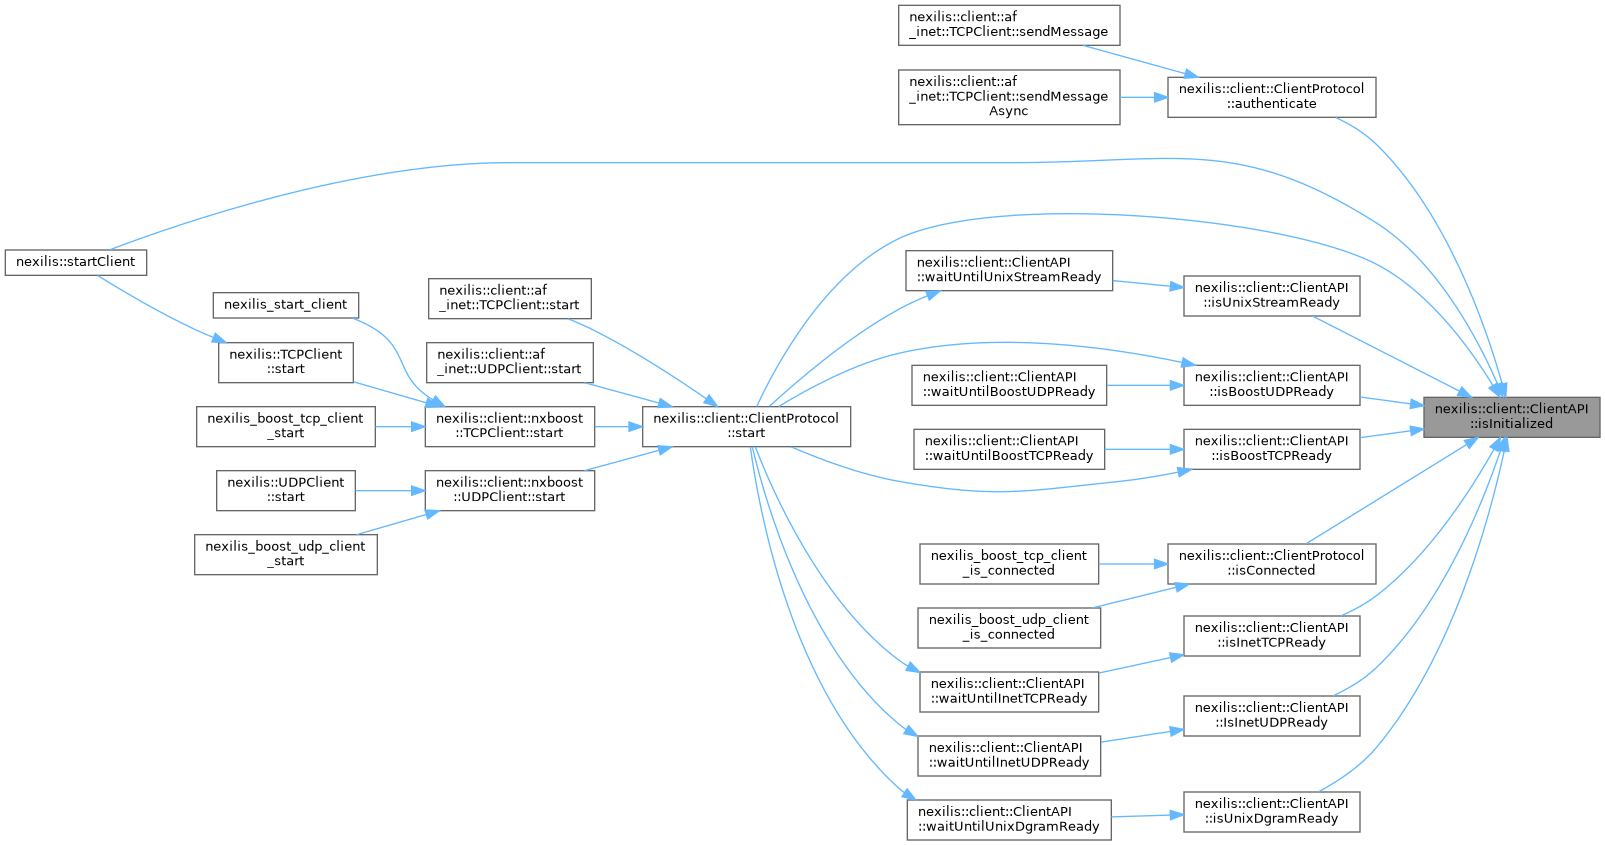 nexilis::client::af
_inet::TCPClient::sendMessage
nexilis::client::af
_inet::TCPClient::sendMessage
Async
nexilis::client::ClientProtocol
::authenticate
nexilis::startClient
nexilis_start_client
nexilis::TCPClient
::start
nexilis_boost_tcp_client
_start
nexilis::UDPClient
::start
nexilis_boost_udp_client
_start
nexilis::client::af
_inet::TCPClient::start
nexilis::client::af
_inet::UDPClient::start
nexilis::client::nxboost
::TCPClient::start
nexilis::client::nxboost
::UDPClient::start
nexilis::client::ClientProtocol
::start
nexilis::client::ClientAPI
::waitUntilUnixStreamReady
nexilis::client::ClientAPI
::waitUntilBoostUDPReady
nexilis::client::ClientAPI
::waitUntilBoostTCPReady
nexilis_boost_tcp_client
_is_connected
nexilis_boost_udp_client
_is_connected
nexilis::client::ClientAPI
::waitUntilInetTCPReady
nexilis::client::ClientAPI
::waitUntilInetUDPReady
nexilis::client::ClientAPI
::waitUntilUnixDgramReady
nexilis::client::ClientAPI
::isUnixStreamReady
nexilis::client::ClientAPI
::isBoostUDPReady
nexilis::client::ClientAPI
::isBoostTCPReady
nexilis::client::ClientProtocol
::isConnected
nexilis::client::ClientAPI
::isInetTCPReady
nexilis::client::ClientAPI
::IsInetUDPReady
nexilis::client::ClientAPI
::isUnixDgramReady
nexilis::client::ClientAPI
::isInitialized